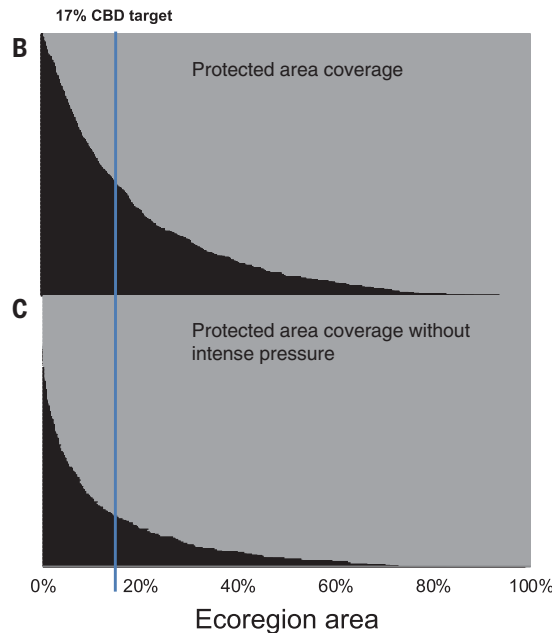 17% CBD target
B
Protected area coverage
C
Protected area coverage without
intense pressure
0%
20%
40%
60%
80%
100%
Ecoregion area